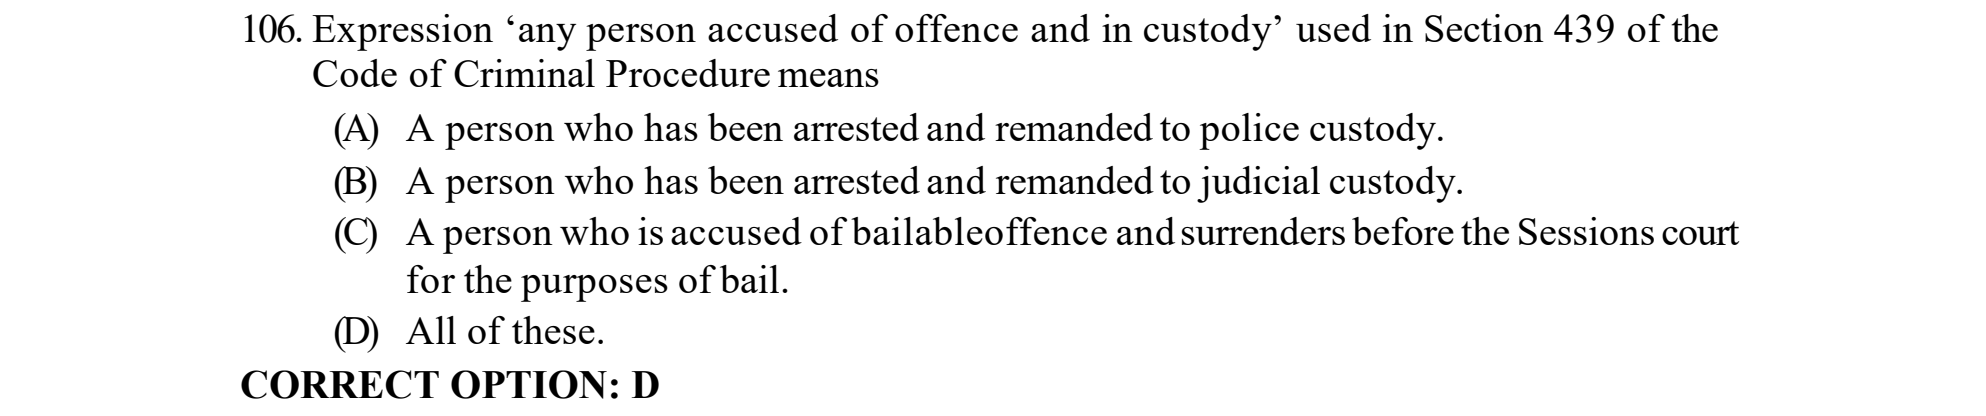 106. Expression ‘any person accused of offence and in custody’ used in Section 439 of the
Code of Criminal Procedure means
(A) A person who has been arrested and remanded to police custody.
(B) A person who has been arrested and remanded to judicial custody.
(C) A person who is accused of bailableoffence and surrenders before the Sessions court
for the purposes of bail.
(D) All of these.
CORRECT OPTION: D